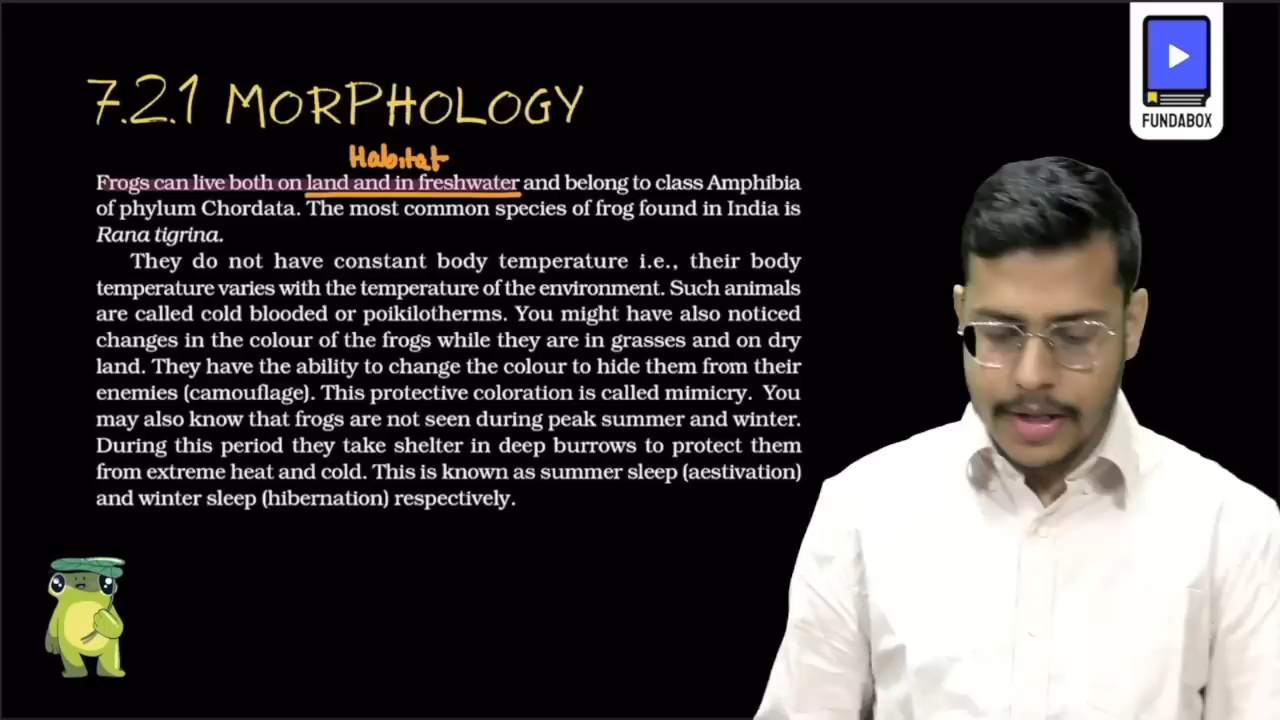 FUNDABOX
7.2.1 MORPHOLOGY
Habitat
Frogs can live both on land and in freshwater and belong to class Amphibia
of phylum Chordata. The most common species of frog found in India is
Rana tigrina.
They do not have constant body temperature i.e., their body
temperature varies with the temperature of the environment. Such animals
are called cold blooded or poikilotherms. You might have also noticed
changes in the colour of the frogs while they are in grasses and on dry
land. They have the ability to change the colour to hide them from their
enemies (camouflage). This protective coloration is called mimicry. You
may also know that frogs are not seen during peak summer and winter.
During this period they take shelter in deep burrows to protect them
from extreme heat and cold. This is known as summer sleep (aestivation)
and winter sleep (hibernation) respectively.